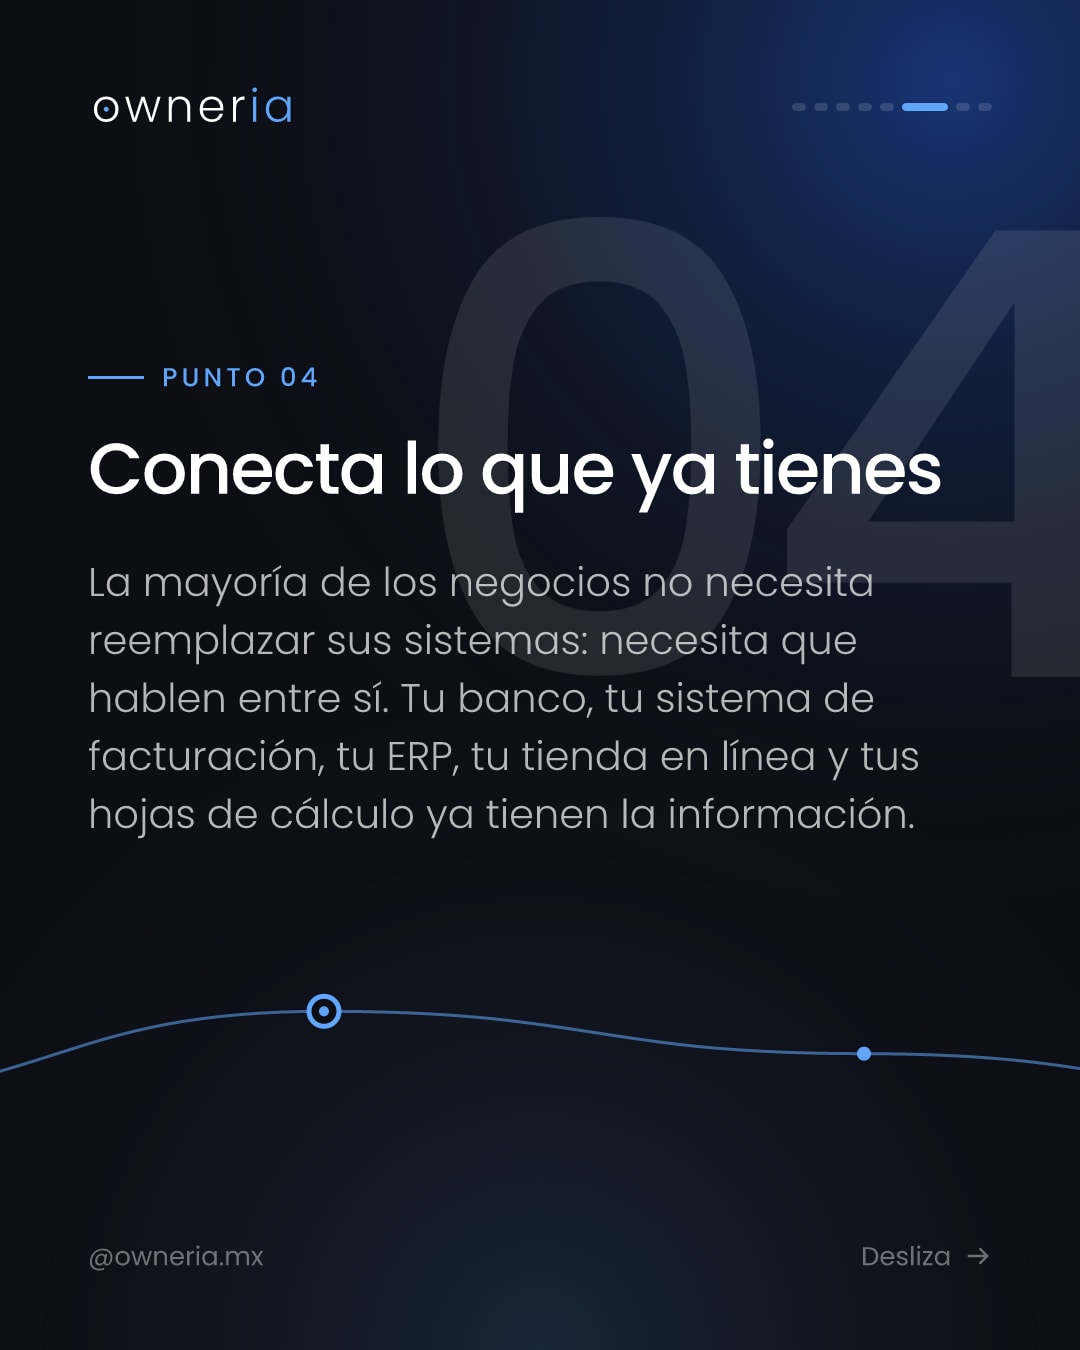 owneria
04
PUNTO 04
Conecta lo que ya tienes
La mayoría de los negocios no necesita
reemplazar sus sistemas: necesita que
hablen entre sí. Tu banco, tu sistema de
facturación, tu ERP, tu tienda en línea y tus
hojas de cálculo ya tienen la información.
@owneria.mx
Desliza →